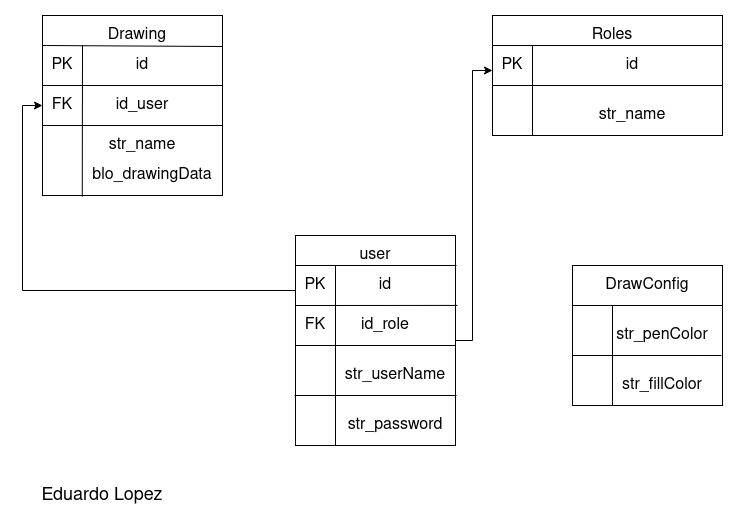 Drawing
PK id
FK id_user
str_name
blo_drawingData
Roles
PK id
str_name
user
PK id
FK id_role
str_userName
str_password
DrawConfig
str_penColor
str_fillColor
Eduardo Lopez